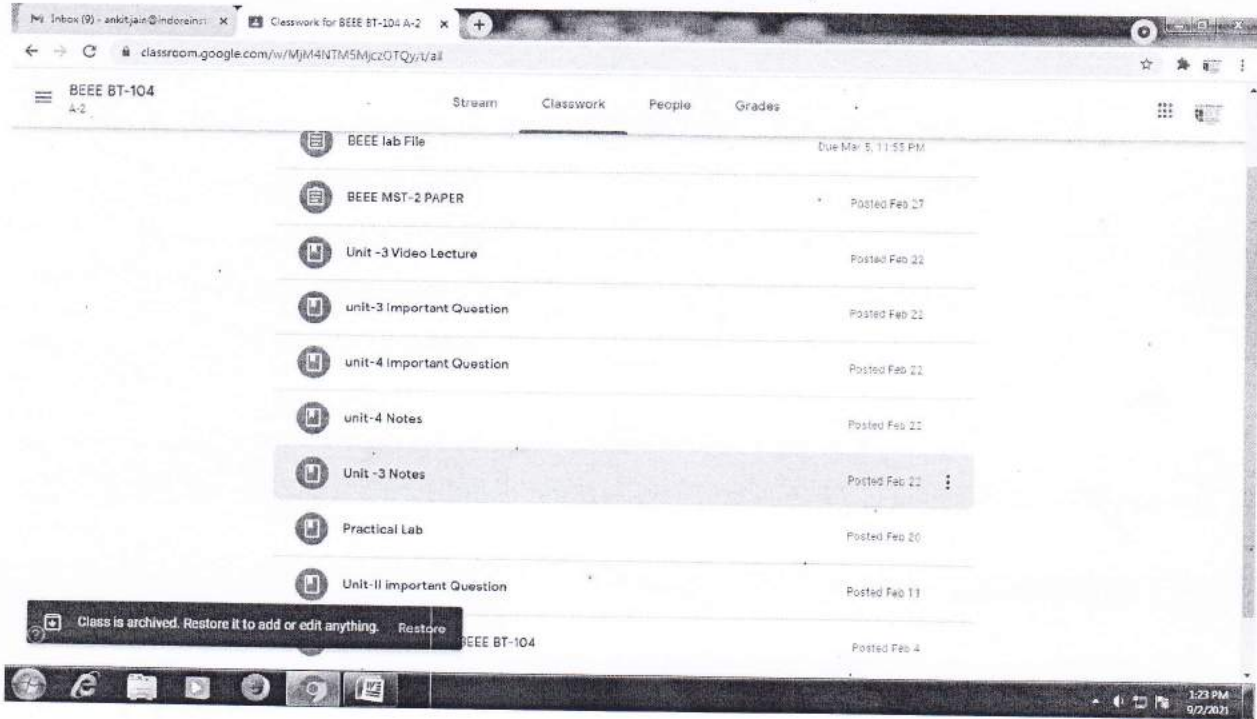 Inbox (9) - ankitjain@indoreins
Classwork for BEEE BT-104 A-2
classroom.google.com/w/MjM4NTM5MjczOTQy/t/all
BEEE BT-104
A-2
Stream Classwork People Grades
BEEE lab File Due Mar 5, 11:55 PM
BEEE MST-2 PAPER Posted Feb 27
Unit -3 Video Lecture Posted Feb 22
unit-3 Important Question Posted Feb 22
unit-4 Important Question Posted Feb 22
unit-4 Notes Posted Feb 22
Unit -3 Notes Posted Feb 22
Practical Lab Posted Feb 20
Unit-II important Question Posted Feb 11
Class is archived. Restore it to add or edit anything. Restore
BEEE BT-104 Posted Feb 4
1:23 PM
9/2/2021